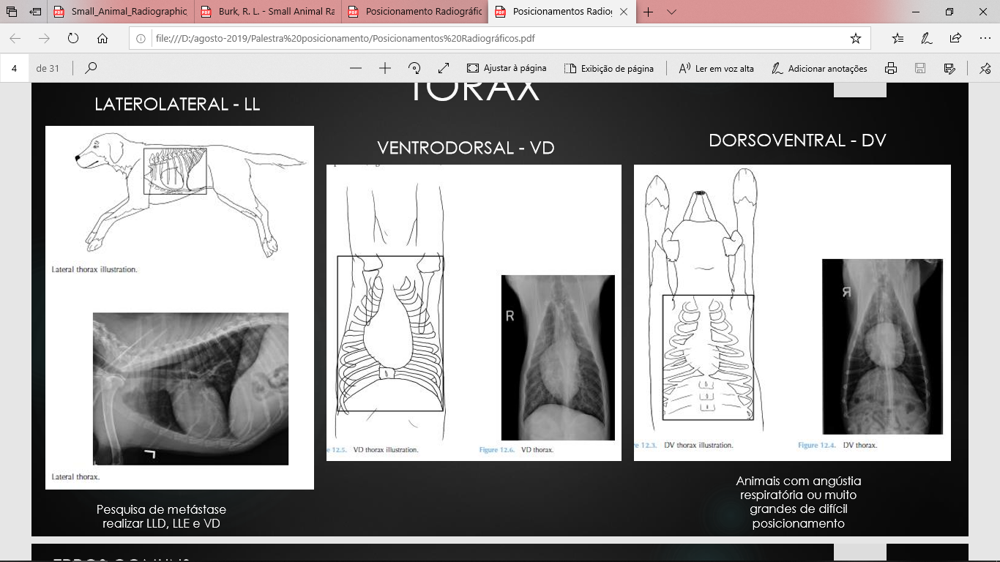 Small_Animal_Radiographic
Burk, R. L. - Small Animal Ra
Posicionamento Radiográfic
Posicionamentos Radiog
file:///D:/agosto-2019/Palestra%20posicionamento/Posicionamentos%20Radiográficos.pdf
4 de 31
Ajustar à página
Exibição de página
Ler em voz alta
Adicionar anotações
TORAX
LATEROLATERAL - LL
Lateral thorax illustration.
Lateral thorax.
Pesquisa de metástase
realizar LLD, LLE e VD
VENTRODORSAL - VD
R
e 12.5. VD thorax illustration.
Figure 12.6. VD thorax.
DORSOVENTRAL - DV
R
e 12.3. DV thorax illustration.
Figure 12.4. DV thorax.
Animais com angústia
respiratória ou muito
grandes de difícil
posicionamento
ERROS COMUNS